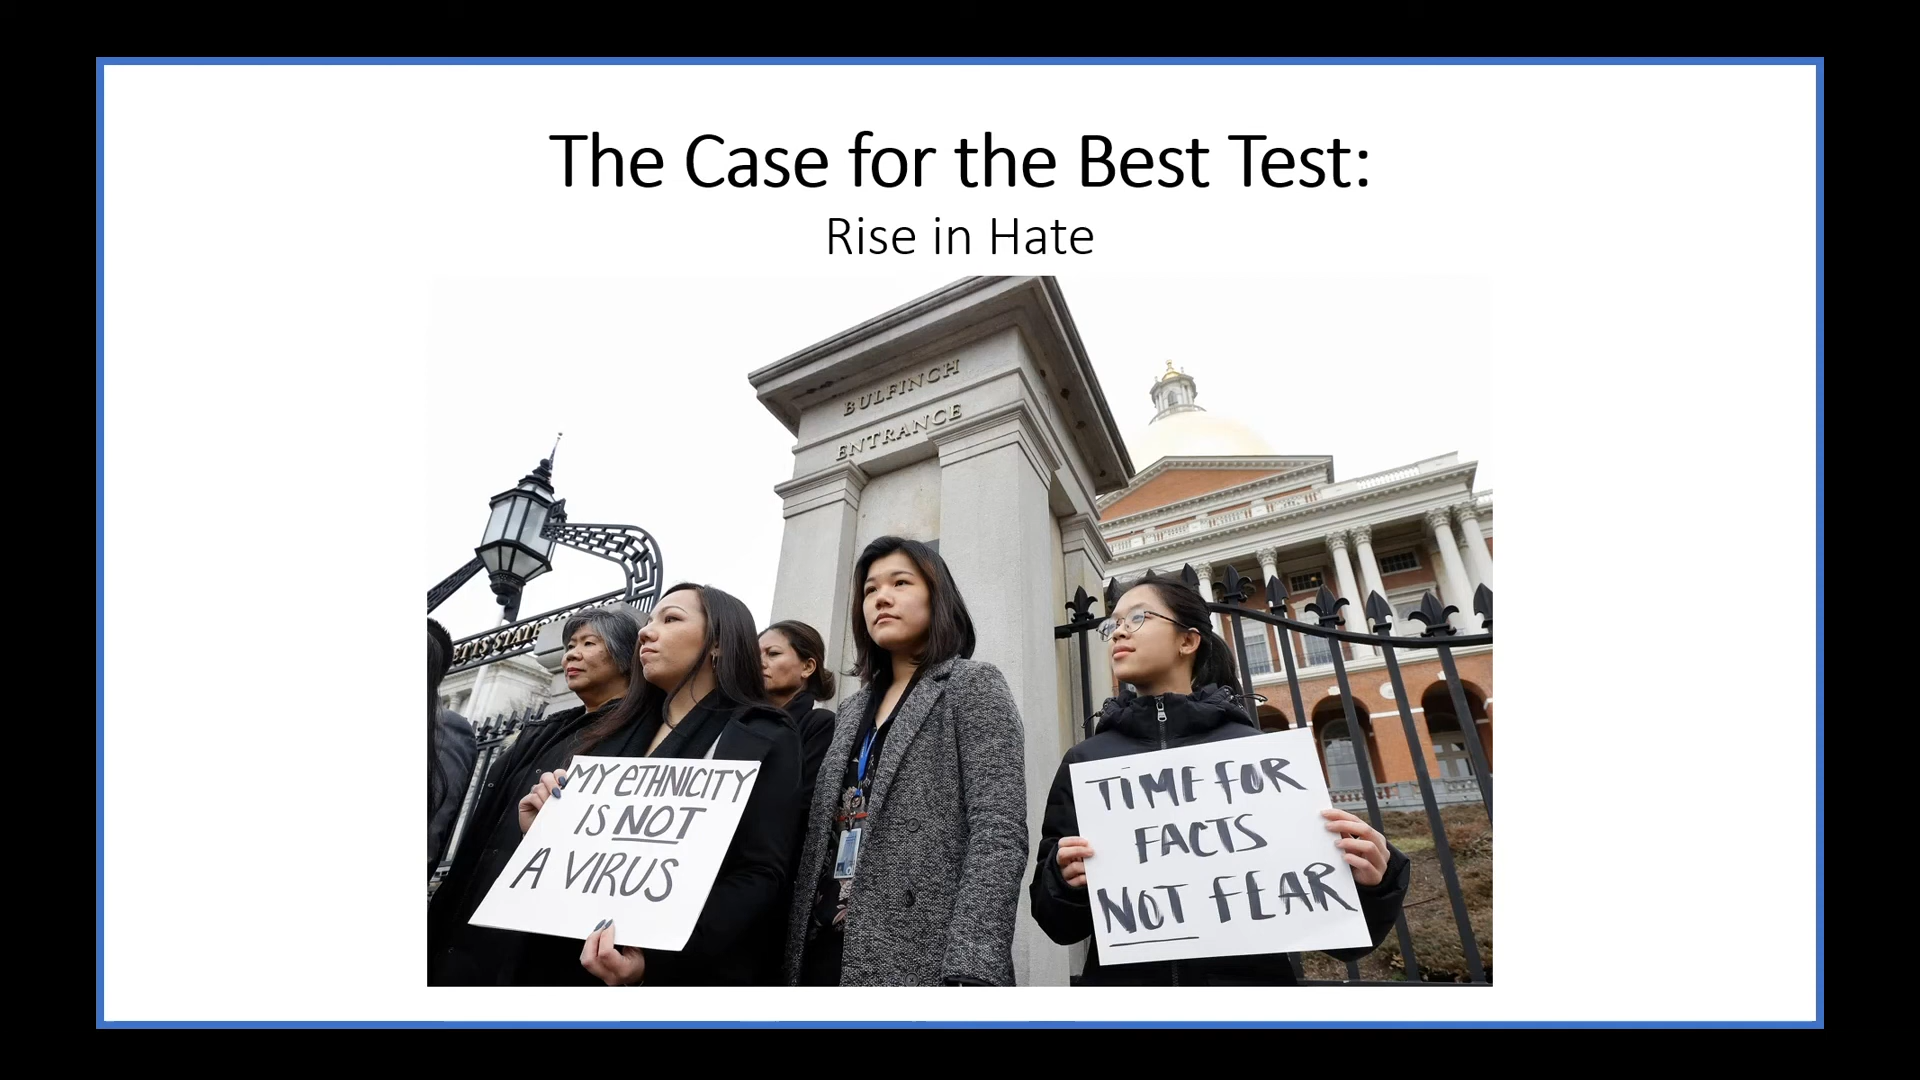 The Case for the Best Test:
Rise in Hate
BULFINCH
ENTRANCE
MY ETHNICITY
IS NOT
A VIRUS
TIME FOR
FACTS
NOT FEAR